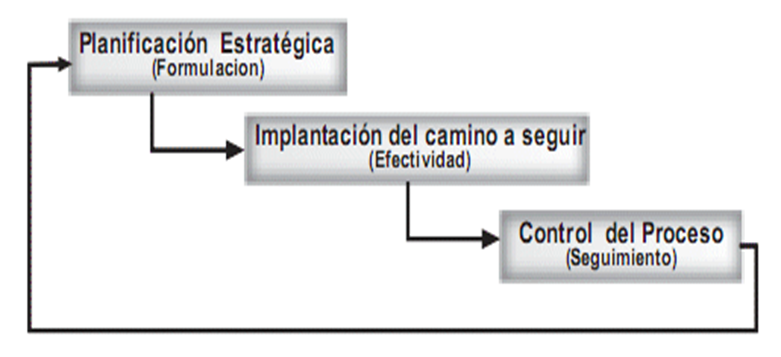 Planificación Estratégica
(Formulacion)
Implantación del camino a seguir
(Efectividad)
Control del Proceso
(Seguimiento)